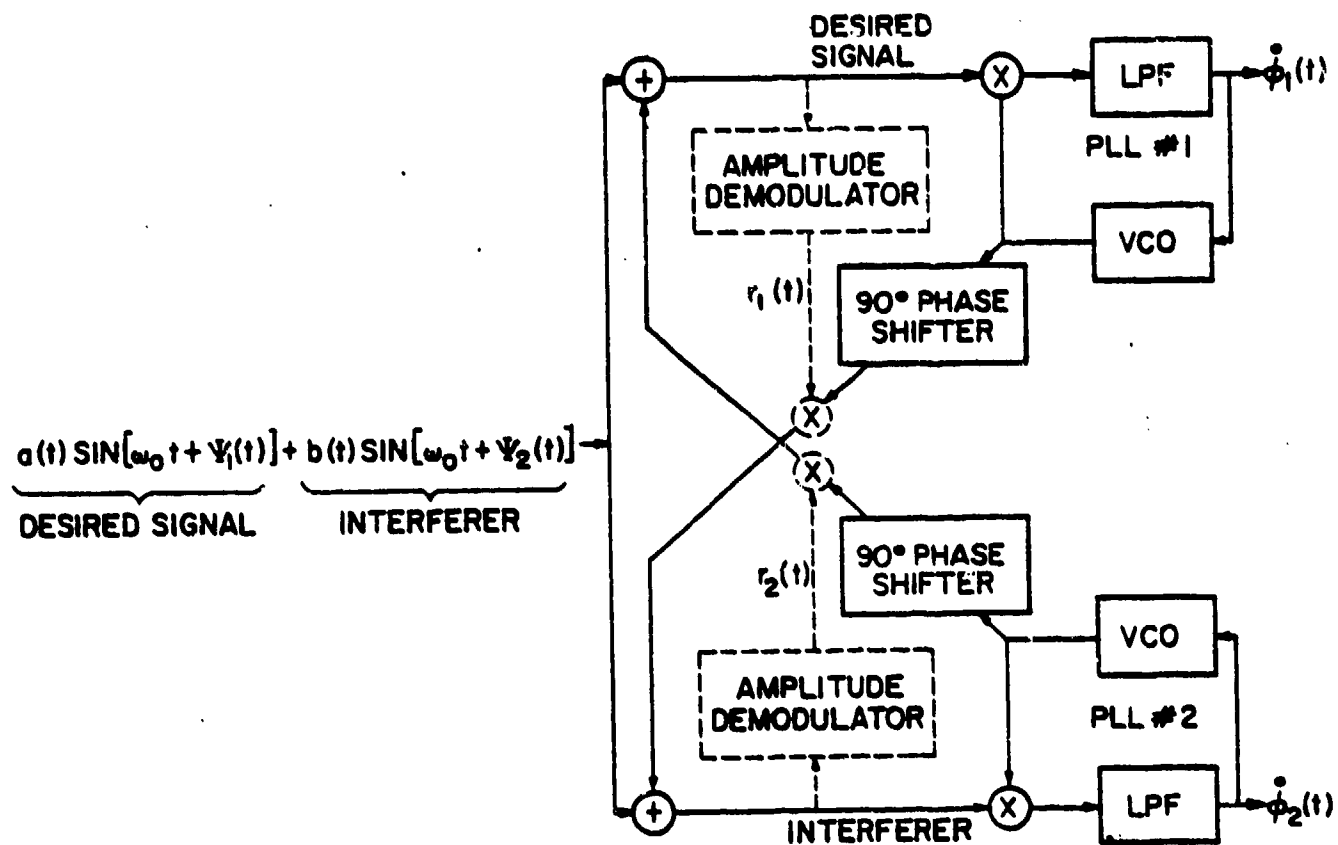 DESIRED
SIGNAL
+
X
LPF
φ̇₁(t)
PLL #1
AMPLITUDE
DEMODULATOR
VCO
r₁(t)
90° PHASE
SHIFTER
X
a(t) SIN[ω₀t + Ψ₁(t)] + b(t) SIN[ω₀t + Ψ₂(t)]
DESIRED SIGNAL INTERFERER
X
90° PHASE
SHIFTER
r₂(t)
VCO
AMPLITUDE
DEMODULATOR
PLL #2
+
INTERFERER
X
LPF
φ̇₂(t)